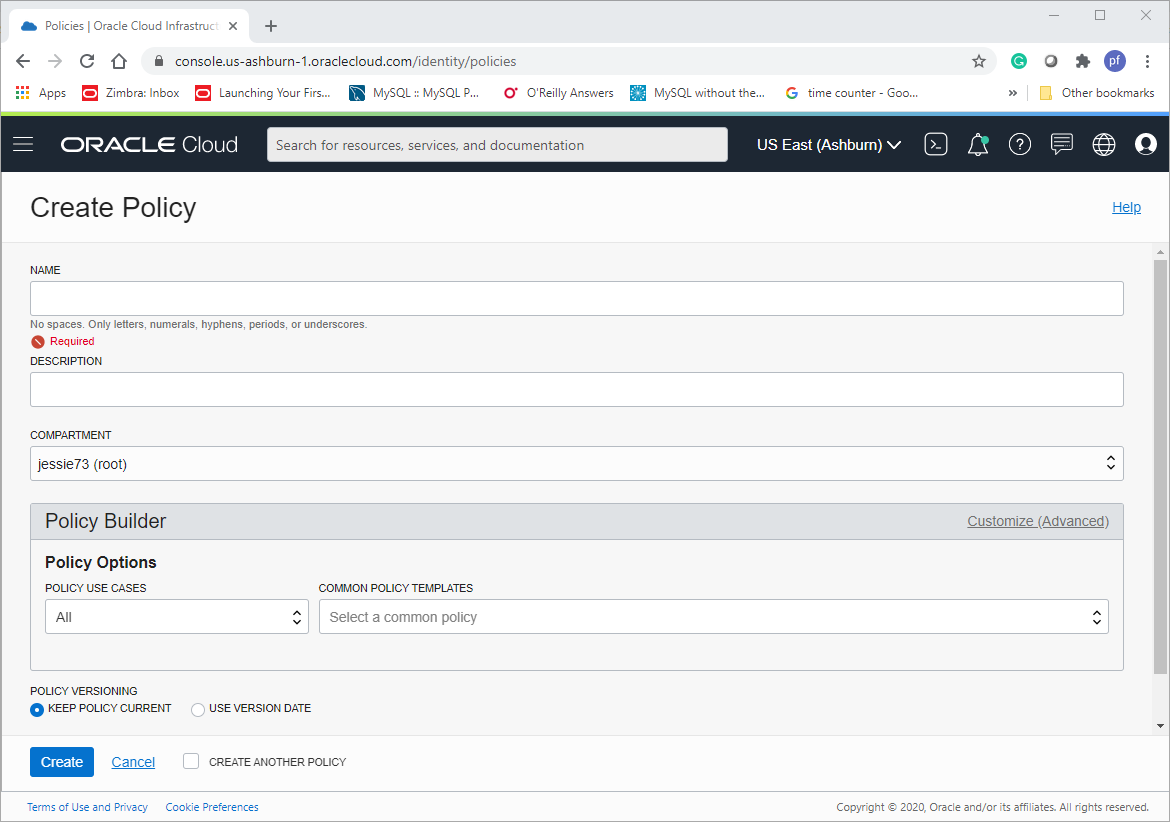 Policies | Oracle Cloud Infrastruct
console.us-ashburn-1.oraclecloud.com/identity/policies
pf
Apps
Zimbra: Inbox
Launching Your Firs...
MySQL :: MySQL P...
O'Reilly Answers
MySQL without the...
time counter - Goo...
»
Other bookmarks
ORACLE Cloud
Search for resources, services, and documentation
US East (Ashburn)
Create Policy
Help
NAME
No spaces. Only letters, numerals, hyphens, periods, or underscores.
Required
DESCRIPTION
COMPARTMENT
jessie73 (root)
Policy Builder
Customize (Advanced)
Policy Options
POLICY USE CASES
COMMON POLICY TEMPLATES
All
Select a common policy
POLICY VERSIONING
KEEP POLICY CURRENT
USE VERSION DATE
Create
Cancel
CREATE ANOTHER POLICY
Terms of Use and Privacy
Cookie Preferences
Copyright © 2020, Oracle and/or its affiliates. All rights reserved.